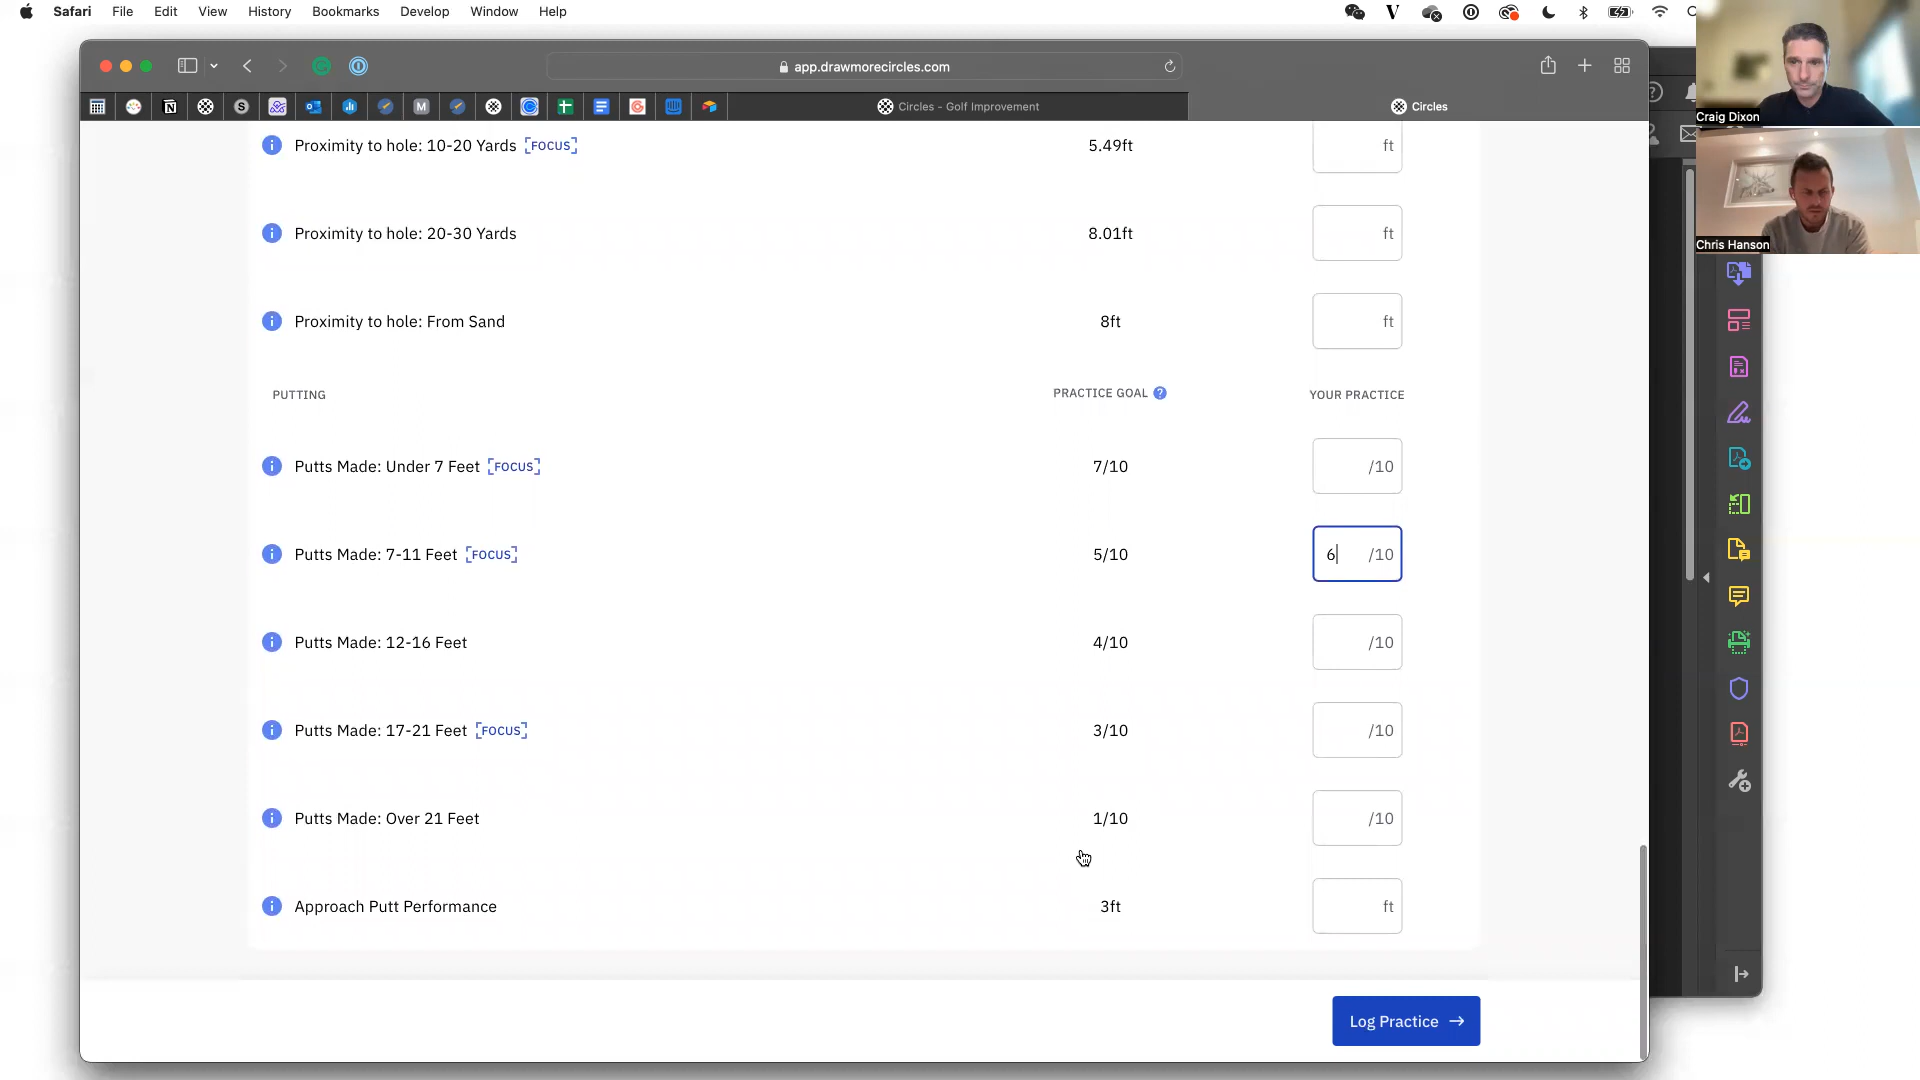 Safari File Edit View History Bookmarks Develop Window Help
app.drawmorecircles.com
Circles - Golf Improvement
Circles
Craig Dixon
Chris Hanson
Proximity to hole: 10-20 Yards [FOCUS] 5.49ft ft
Proximity to hole: 20-30 Yards 8.01ft ft
Proximity to hole: From Sand 8ft ft
PUTTING PRACTICE GOAL ? YOUR PRACTICE
Putts Made: Under 7 Feet [FOCUS] 7/10 /10
Putts Made: 7-11 Feet [FOCUS] 5/10 6 /10
Putts Made: 12-16 Feet 4/10 /10
Putts Made: 17-21 Feet [FOCUS] 3/10 /10
Putts Made: Over 21 Feet 1/10 /10
Approach Putt Performance 3ft ft
Log Practice →